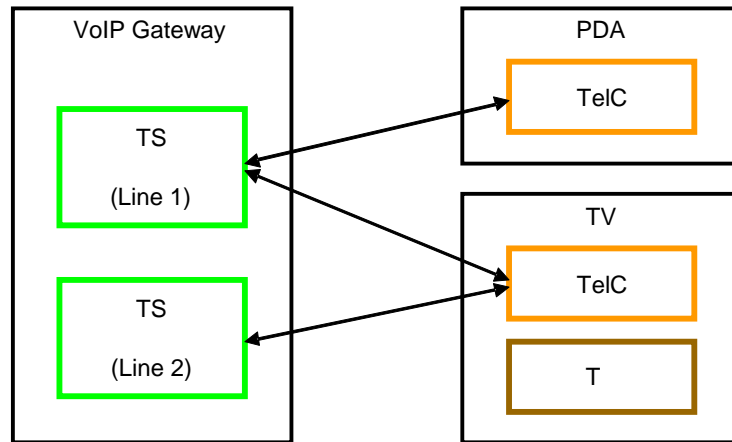 VoIP Gateway
TS
(Line 1)
TS
(Line 2)
PDA
TelC
TV
TelC
T